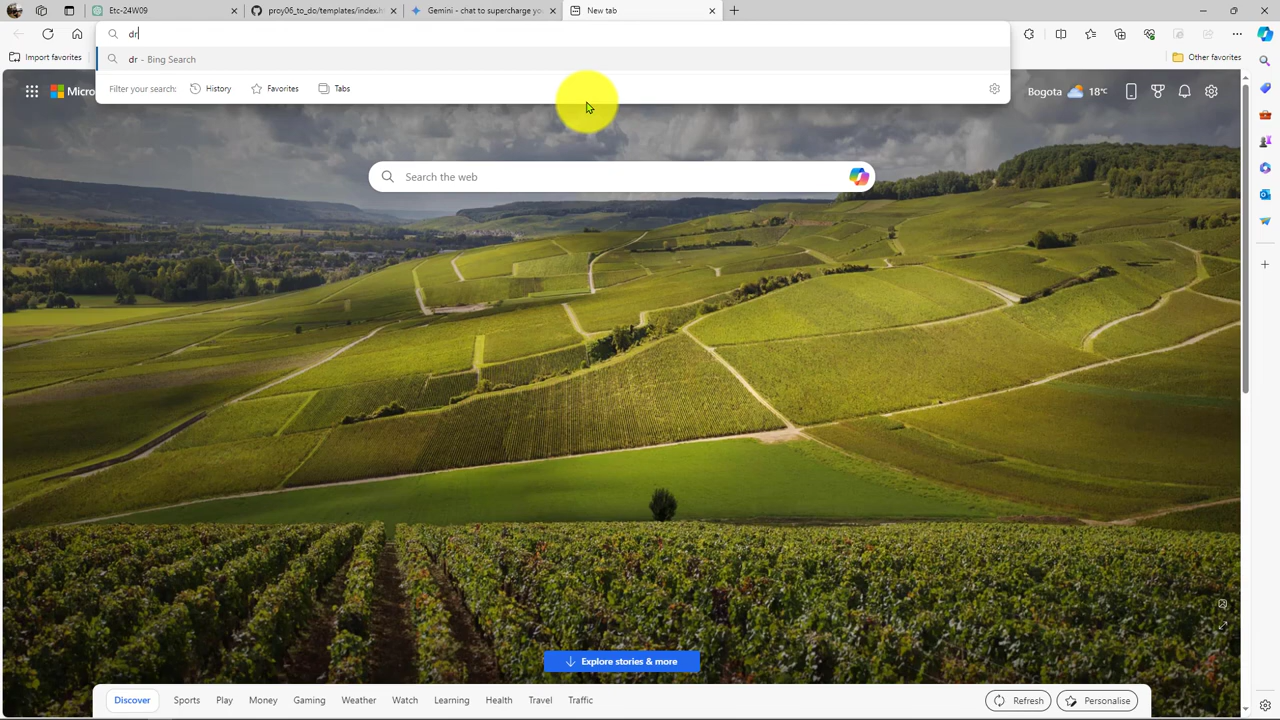 Etc-24W09
proy06_to_do/templates/index.h
Gemini - chat to supercharge yo
New tab
dr
Import favorites
dr - Bing Search
Other favorites
Filter your search:
History
Favorites
Tabs
Micro
Bogota
18°C
Search the web
Explore stories & more
Discover
Sports
Play
Money
Gaming
Weather
Watch
Learning
Health
Travel
Traffic
Refresh
Personalise